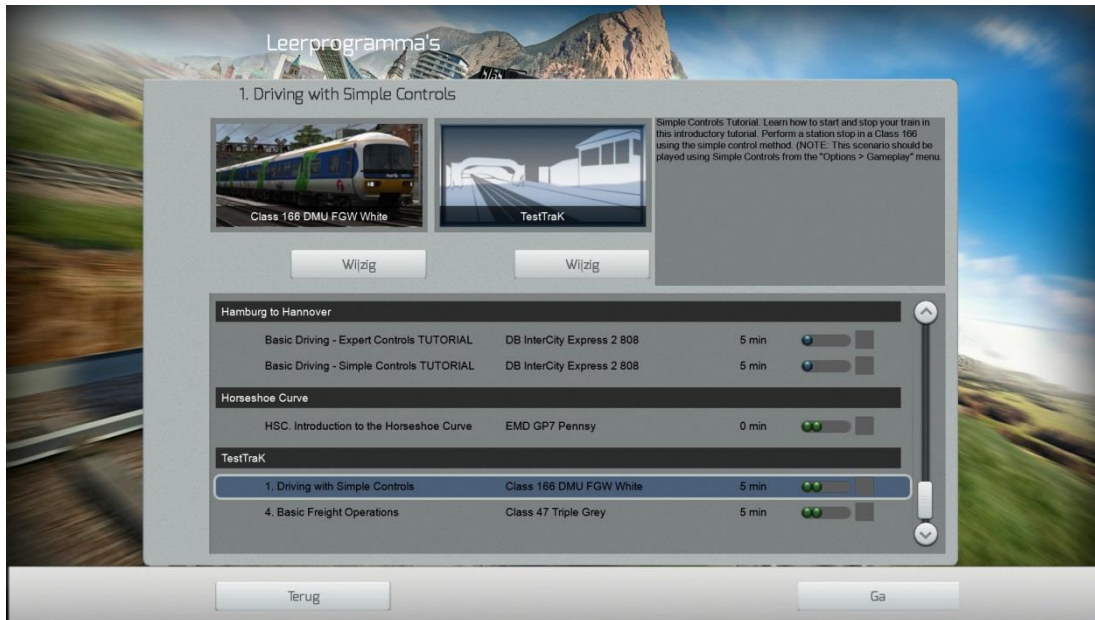 Leerprogramma's
1. Driving with Simple Controls
Class 166 DMU FGW White
TestTraK
Simple Controls Tutorial. Learn how to start and stop your train in
this introductory tutorial. Perform a station stop in a Class 166
using the simple control method. (NOTE: This scenario should be
played using Simple Controls from the "Options > Gameplay" menu.
Wijzig
Wijzig
Hamburg to Hannover
Basic Driving - Expert Controls TUTORIAL DB InterCity Express 2 808 5 min
Basic Driving - Simple Controls TUTORIAL DB InterCity Express 2 808 5 min
Horseshoe Curve
HSC. Introduction to the Horseshoe Curve EMD GP7 Pennsy 0 min
TestTraK
1. Driving with Simple Controls Class 166 DMU FGW White 5 min
4. Basic Freight Operations Class 47 Triple Grey 5 min
Terug
Ga